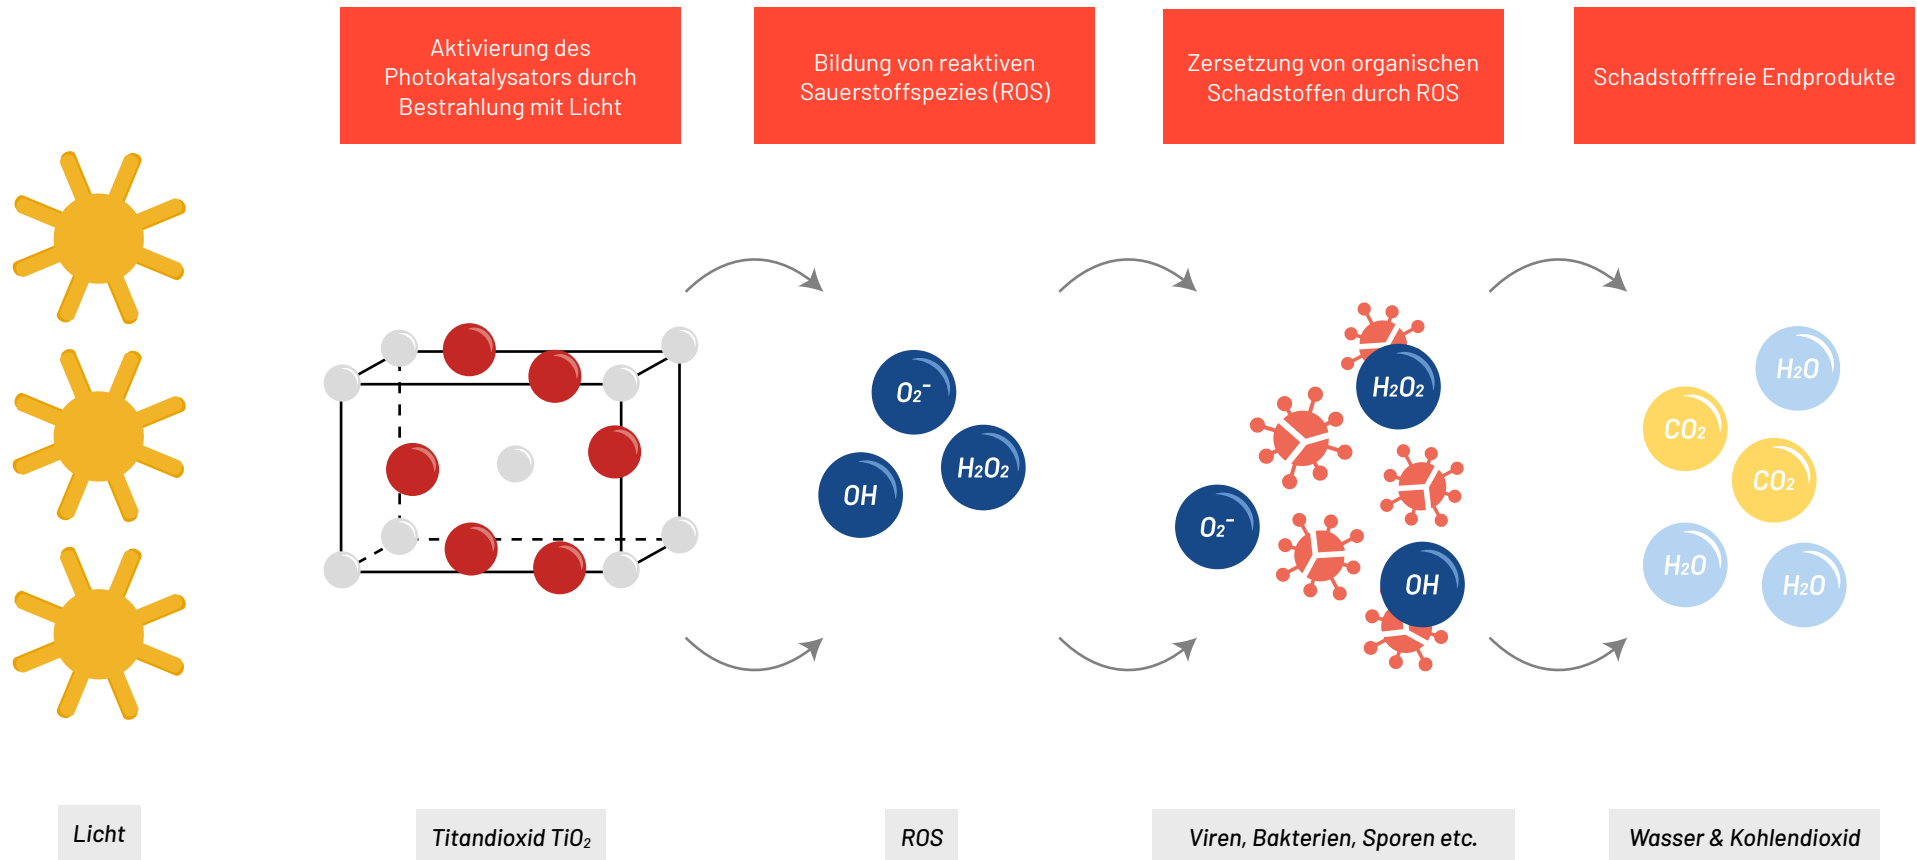 Aktivierung des
Photokatalysators durch
Bestrahlung mit Licht
Bildung von reaktiven
Sauerstoffspezies (ROS)
Zersetzung von organischen
Schadstoffen durch ROS
Schadstofffreie Endprodukte
O₂⁻
H₂O₂
OH
H₂O₂
O₂⁻
OH
H₂O
CO₂
CO₂
H₂O
H₂O
Licht
Titandioxid TiO₂
ROS
Viren, Bakterien, Sporen etc.
Wasser & Kohlendioxid